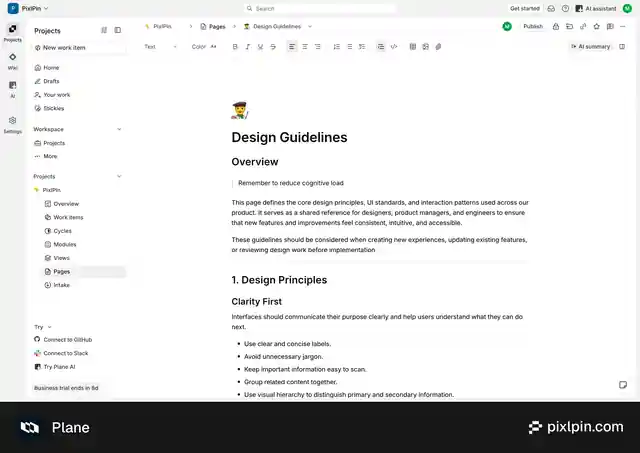 P PixlPin
Search
Get started
AI assistant
M
Projects
Wiki
AI
Settings
Projects
New work item
Home
Drafts
Your work
Stickies
Workspace
Projects
More
Projects
PixlPin
Overview
Work items
Cycles
Modules
Views
Pages
Intake
Try
Connect to GitHub
Connect to Slack
Try Plane AI
Business trial ends in 6d
PixlPin > Pages > Design Guidelines
M
Publish
Text
Color Aa
B I U S
AI summary
Design Guidelines
Overview
Remember to reduce cognitive load
This page defines the core design principles, UI standards, and interaction patterns used across our
product. It serves as a shared reference for designers, product managers, and engineers to ensure
that new features and improvements feel consistent, intuitive, and accessible.
These guidelines should be considered when creating new experiences, updating existing features,
or reviewing design work before implementation
1. Design Principles
Clarity First
Interfaces should communicate their purpose clearly and help users understand what they can do
next.
• Use clear and concise labels.
• Avoid unnecessary jargon.
• Keep important information easy to scan.
• Group related content together.
• Use visual hierarchy to distinguish primary and secondary information.
Plane
pixlpin.com